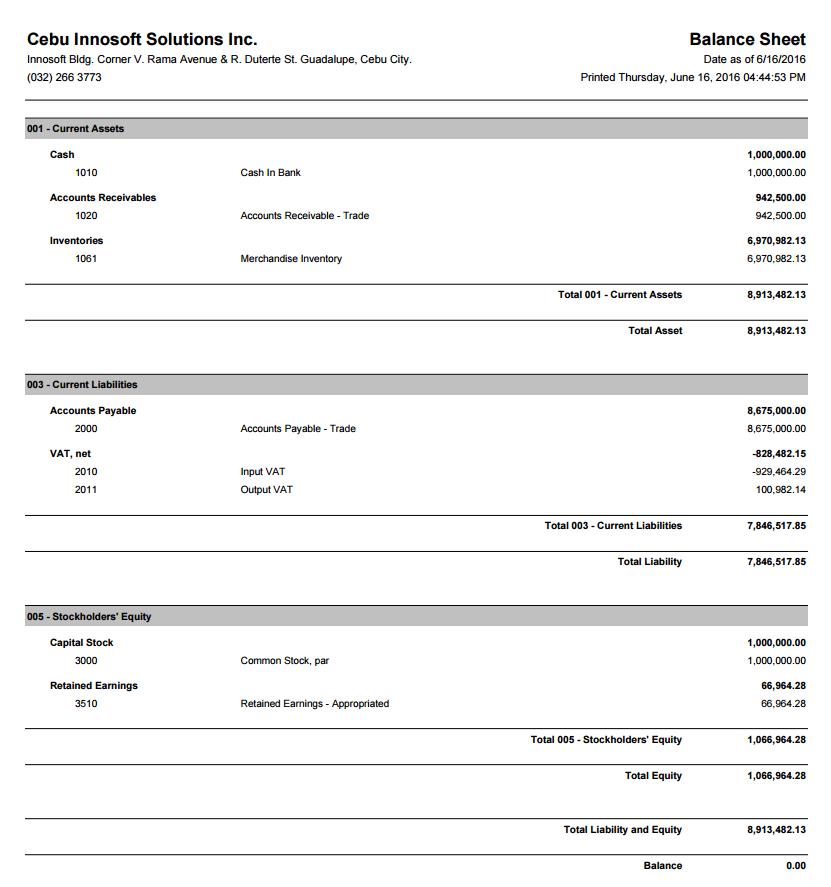 Cebu Innosoft Solutions Inc. Balance Sheet
Innosoft Bldg. Corner V. Rama Avenue & R. Duterte St. Guadalupe, Cebu City. Date as of 6/16/2016
(032) 266 3773 Printed Thursday, June 16, 2016 04:44:53 PM
001 - Current Assets
Cash 1,000,000.00
1010 Cash In Bank 1,000,000.00
Accounts Receivables 942,500.00
1020 Accounts Receivable - Trade 942,500.00
Inventories 6,970,982.13
1061 Merchandise Inventory 6,970,982.13
Total 001 - Current Assets 8,913,482.13
Total Asset 8,913,482.13
003 - Current Liabilities
Accounts Payable 8,675,000.00
2000 Accounts Payable - Trade 8,675,000.00
VAT, net -828,482.15
2010 Input VAT -929,464.29
2011 Output VAT 100,982.14
Total 003 - Current Liabilities 7,846,517.85
Total Liability 7,846,517.85
005 - Stockholders' Equity
Capital Stock 1,000,000.00
3000 Common Stock, par 1,000,000.00
Retained Earnings 66,964.28
3510 Retained Earnings - Appropriated 66,964.28
Total 005 - Stockholders' Equity 1,066,964.28
Total Equity 1,066,964.28
Total Liability and Equity 8,913,482.13
Balance 0.00